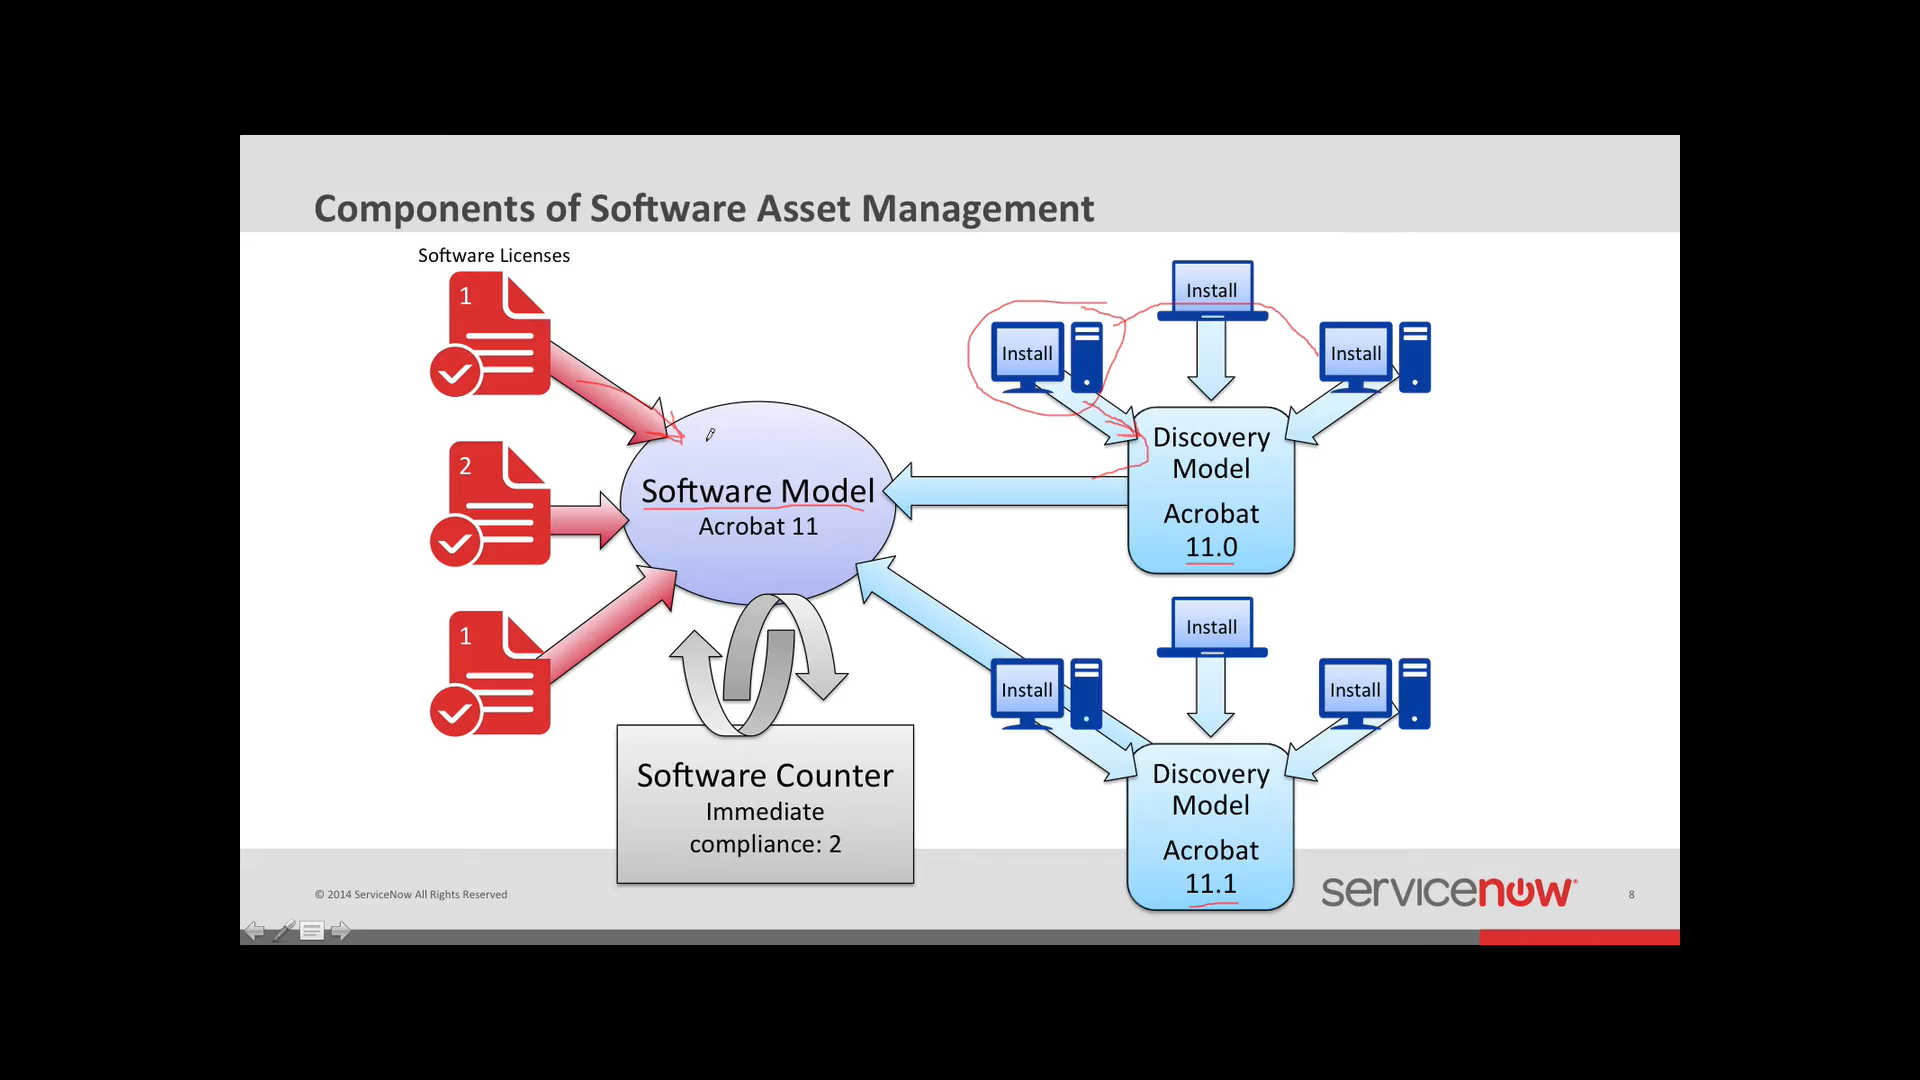 Components of Software Asset Management
Software Licenses
1
2
1
Software Model
Acrobat 11
Software Counter
Immediate
compliance: 2
Install
Install
Install
Discovery
Model
Acrobat
11.0
Install
Install
Install
Discovery
Model
Acrobat
11.1
© 2014 ServiceNow All Rights Reserved
servicenow
8